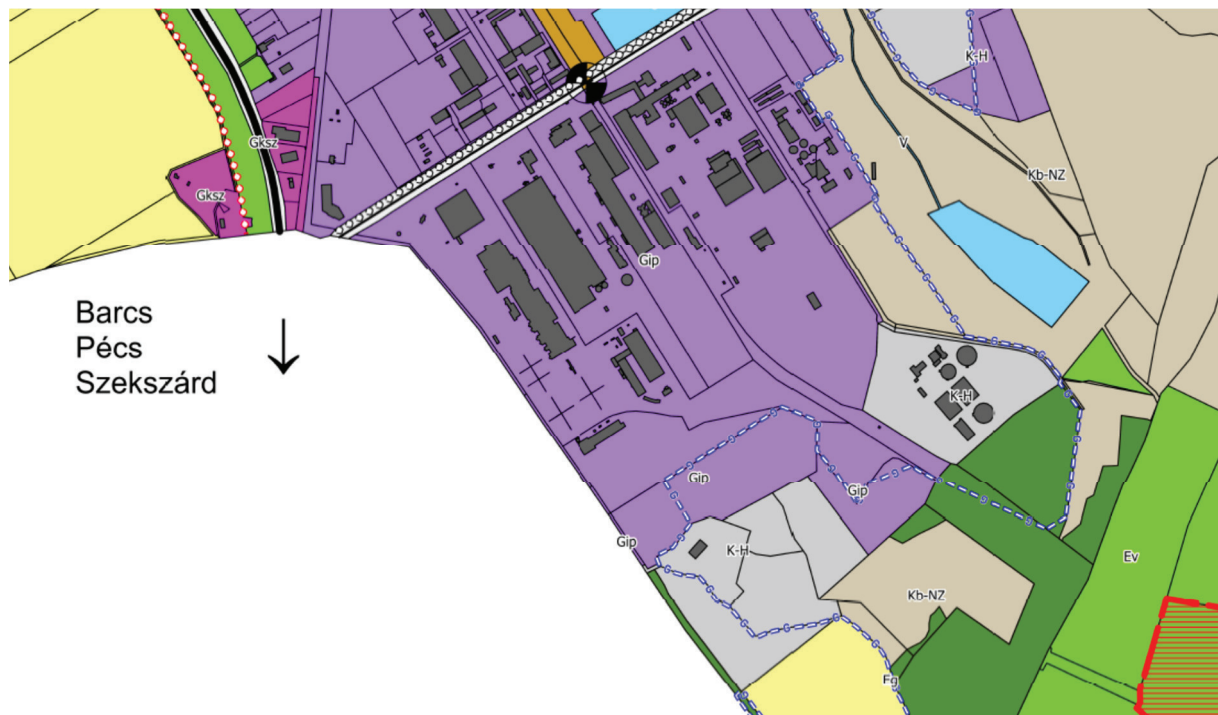 K-H
Gksz
V
Kb-NZ
Gksz
Gip
Barcs
Pécs
Szekszárd
K-H
Gip
Gip
Gip
K-H
Ev
Kb-NZ
Fg